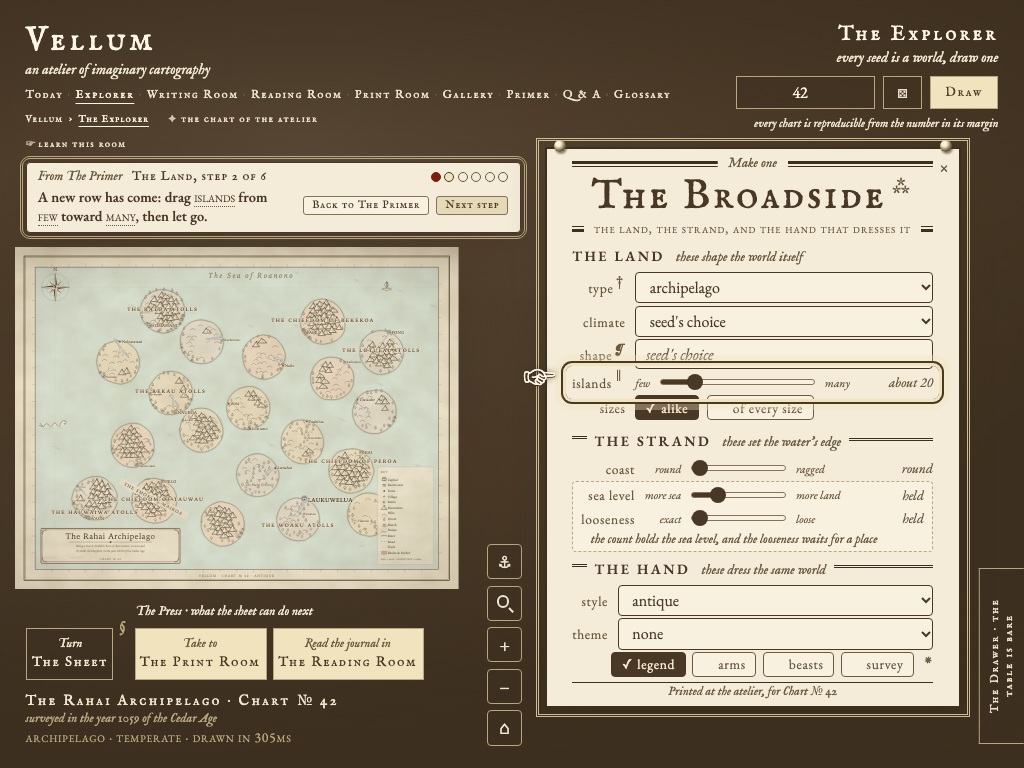 Vellum
an atelier of imaginary cartography
Today · Explorer · Writing Room · Reading Room · Print Room · Gallery · Primer · Q & A · Glossary
Vellum › The Explorer ✦ the chart of the atelier
☞ learn this room
The Explorer
every seed is a world, draw one
42 ⚄ Draw
every chart is reproducible from the number in its margin
From The Primer The Land, step 2 of 6
A new row has come: drag islands from
few toward many, then let go.
Back to The Primer Next step
The Sea of Roanono
The Rahai Archipelago
VELLUM · CHART № 42 · ANTIQUE
The Press · what the sheet can do next
Turn
The Sheet
§
Take to
The Print Room
Read the journal in
The Reading Room
The Rahai Archipelago · Chart № 42
surveyed in the year 1059 of the Cedar Age
archipelago · temperate · drawn in 305ms
+
−
Make one
×
The Broadside ⁂
the land, the strand, and the hand that dresses it
THE LAND these shape the world itself
type † archipelago
climate seed's choice
shape ¶ seed's choice
islands ‖ few many about 20
sizes ✓ alike of every size
THE STRAND these set the water's edge
coast round ragged round
sea level more sea more land held
looseness exact loose held
the count holds the sea level, and the looseness waits for a place
THE HAND these dress the same world
style antique
theme none
✓ legend arms beasts survey *
Printed at the atelier, for Chart № 42
The Drawer · the
table is bare